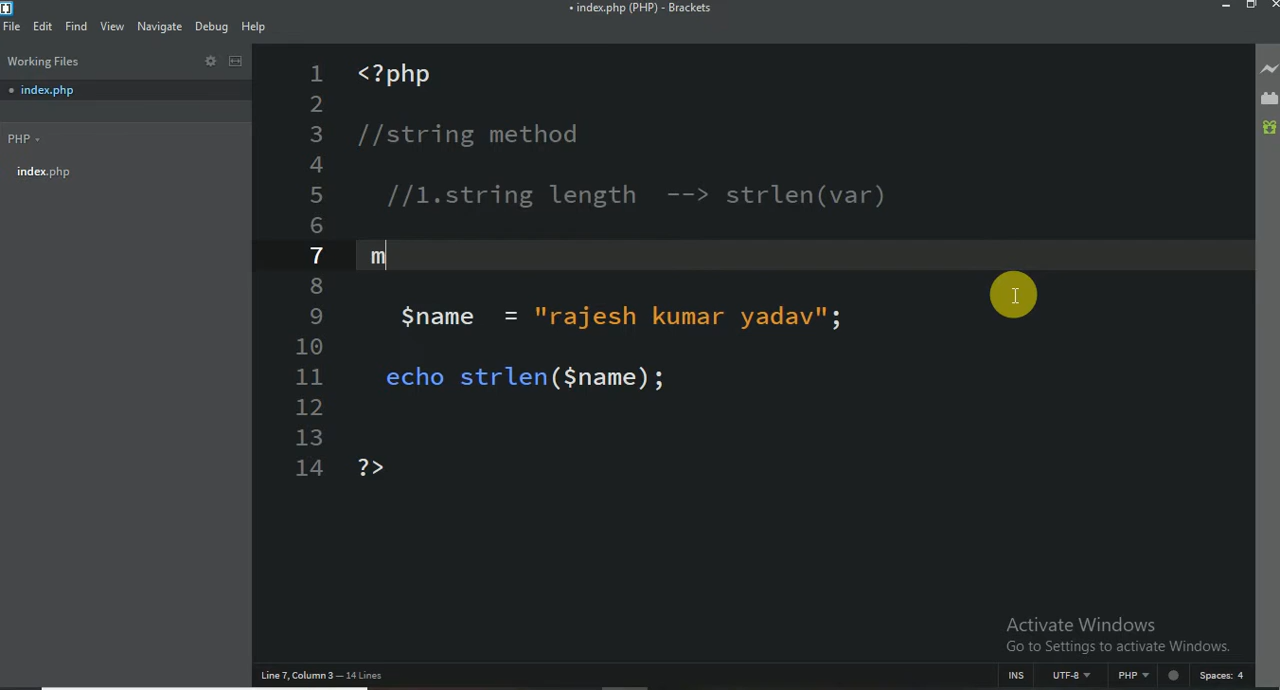 • index.php (PHP) - Brackets
File Edit Find View Navigate Debug Help
Working Files
• index.php
PHP
index.php
1 <?php
2
3 //string method
4
5 //1.string length --> strlen(var)
6
7 m
8
9 $name = "rajesh kumar yadav";
10
11 echo strlen($name);
12
13
14 ?>
Activate Windows
Go to Settings to activate Windows.
Line 7, Column 3 — 14 Lines INS UTF-8 PHP Spaces: 4